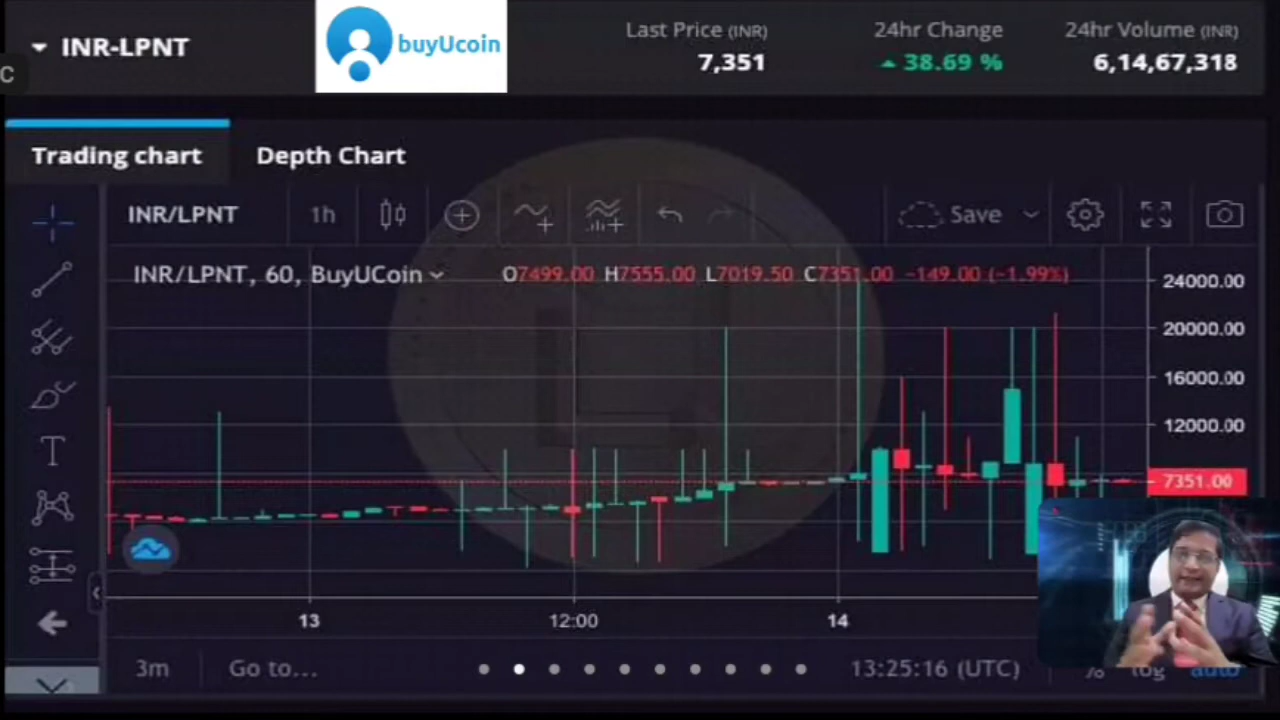 INR-LPNT
buyUcoin
Last Price (INR)
7,351
24hr Change
38.69 %
24hr Volume (INR)
6,14,67,318
C
Trading chart
Depth Chart
INR/LPNT
1h
Save
INR/LPNT, 60, BuyUCoin
O7499.00 H7555.00 L7019.50 C7351.00 −149.00 (−1.99%)
24000.00
20000.00
16000.00
12000.00
7351.00
13
12:00
14
3m
Go to...
13:25:16 (UTC)
%
log
auto